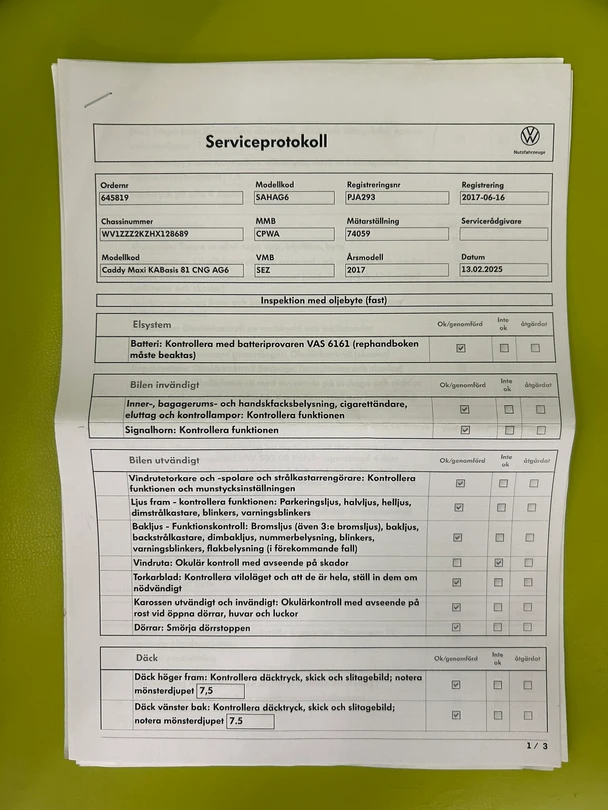 Serviceprotokoll
Nutzfahrzeuge
Ordernr Modellkod Registreringsnr Registrering
645819 SAHAG6 PJA293 2017-06-16
Chassinummer MMB Mätarställning Servicerådgivare
WV1ZZZ2KZHX128689 CPWA 74059
Modellkod VMB Årsmodell Datum
Caddy Maxi KABasis 81 CNG AG6 SEZ 2017 13.02.2025
Inspektion med oljebyte (fast)
Elsystem Ok/genomförd Inte ok åtgärdat
Batteri: Kontrollera med batteriprovaren VAS 6161 (rephandboken
måste beaktas)
Bilen invändigt Ok/genomförd Inte ok åtgärdat
Inner-, bagagerums- och handskfacksbelysning, cigarettändare,
eluttag och kontrollampor: Kontrollera funktionen
Signalhorn: Kontrollera funktionen
Bilen utvändigt Ok/genomförd Inte ok åtgärdat
Vindrutetorkare och -spolare och strålkastarrengörare: Kontrollera
funktionen och munstycksinställningen
Ljus fram - kontrollera funktionen: Parkeringsljus, halvljus, helljus,
dimstrålkastare, blinkers, varningsblinkers
Bakljus - Funktionskontroll: Bromsljus (även 3:e bromsljus), bakljus,
backstrålkastare, dimbakljus, nummerbelysning, blinkers,
varningsblinkers, flakbelysning (i förekommande fall)
Vindruta: Okulär kontroll med avseende på skador
Torkarblad: Kontrollera viloläget och att de är hela, ställ in dem om
nödvändigt
Karossen utvändigt och invändigt: Okulärkontroll med avseende på
rost vid öppna dörrar, huvar och luckor
Dörrar: Smörja dörrstoppen
Däck Ok/genomförd Inte ok åtgärdat
Däck höger fram: Kontrollera däcktryck, skick och slitagebild; notera
mönsterdjupet 7,5
Däck vänster bak: Kontrollera däcktryck, skick och slitagebild;
notera mönsterdjupet 7.5
1 / 3